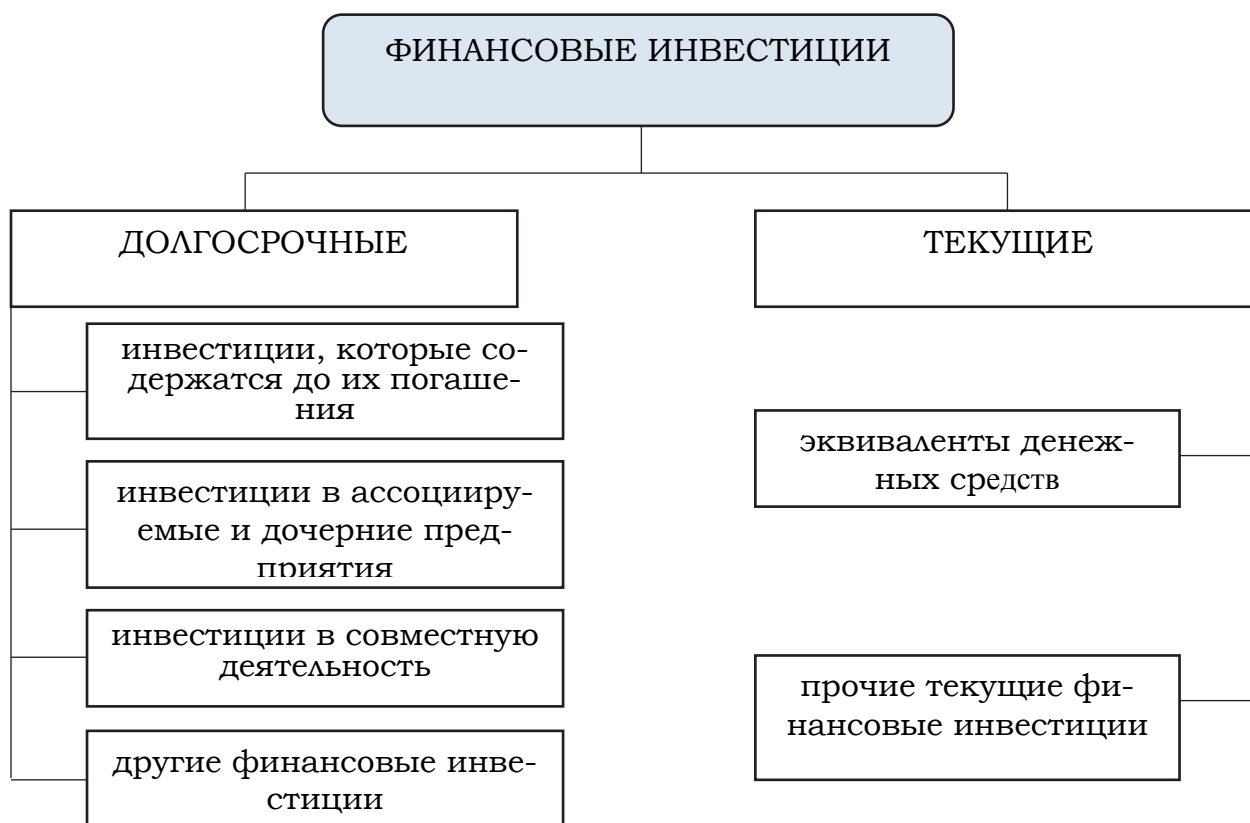 ФИНАНСОВЫЕ ИНВЕСТИЦИИ
ДОЛГОСРОЧНЫЕ
инвестиции, которые со-
держатся до их погаше-
ния
инвестиции в ассоцииру-
емые и дочерние пред-
приятия
инвестиции в совместную
деятельность
другие финансовые инве-
стиции
ТЕКУЩИЕ
эквиваленты денеж-
ных средств
прочие текущие фи-
нансовые инвестиции